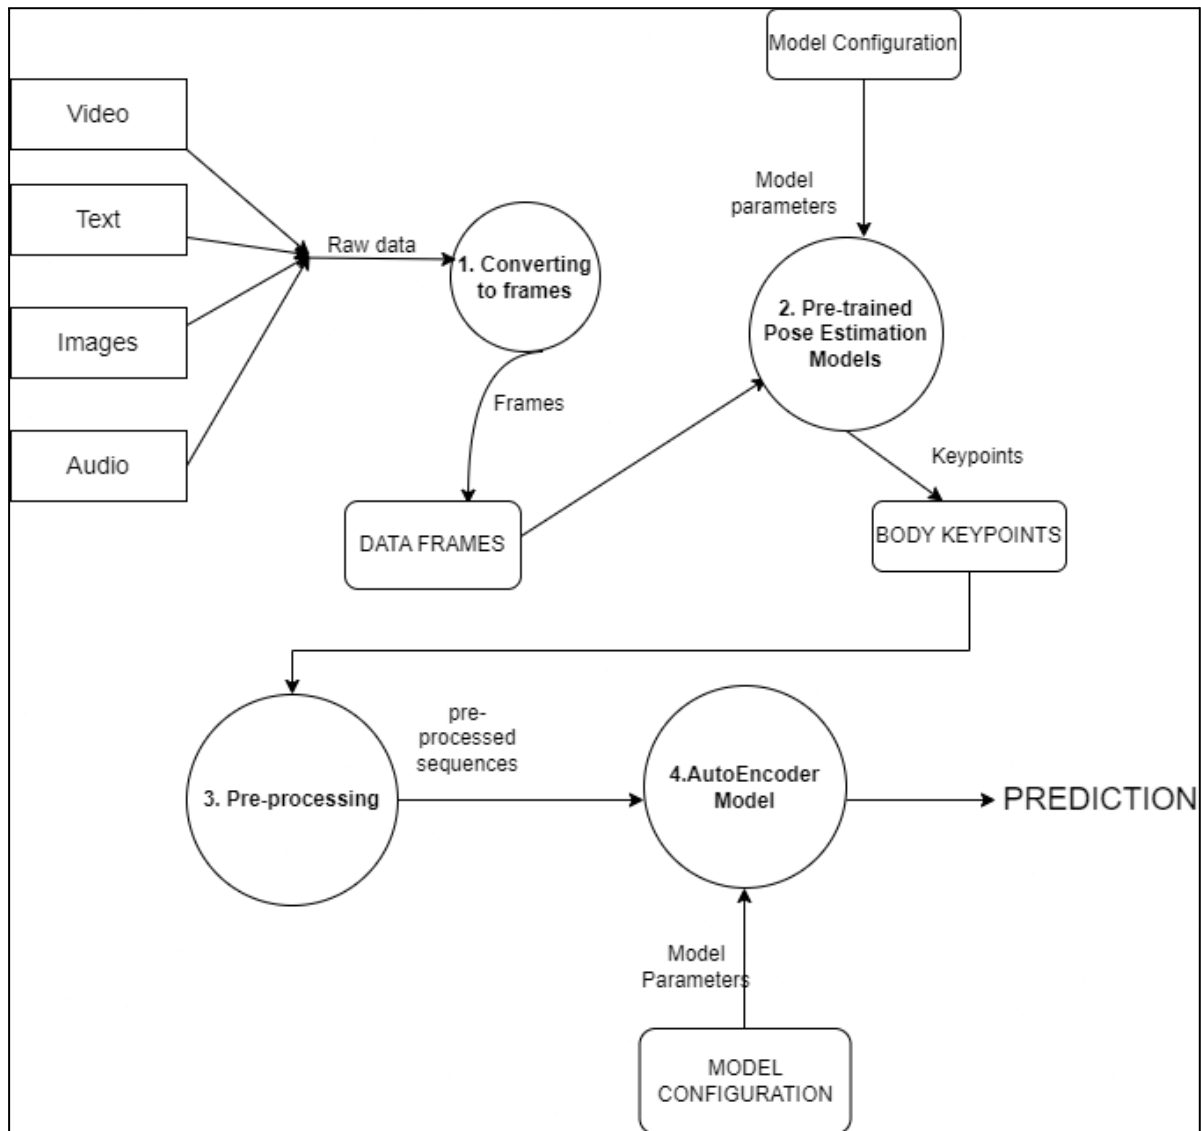 Model Configuration
Video
Text
Images
Audio
Raw data
1. Converting
to frames
Model
parameters
2. Pre-trained
Pose Estimation
Models
Frames
Keypoints
DATA FRAMES
BODY KEYPOINTS
3. Pre-processing
pre-
processed
sequences
4.AutoEncoder
Model
PREDICTION
Model
Parameters
MODEL
CONFIGURATION